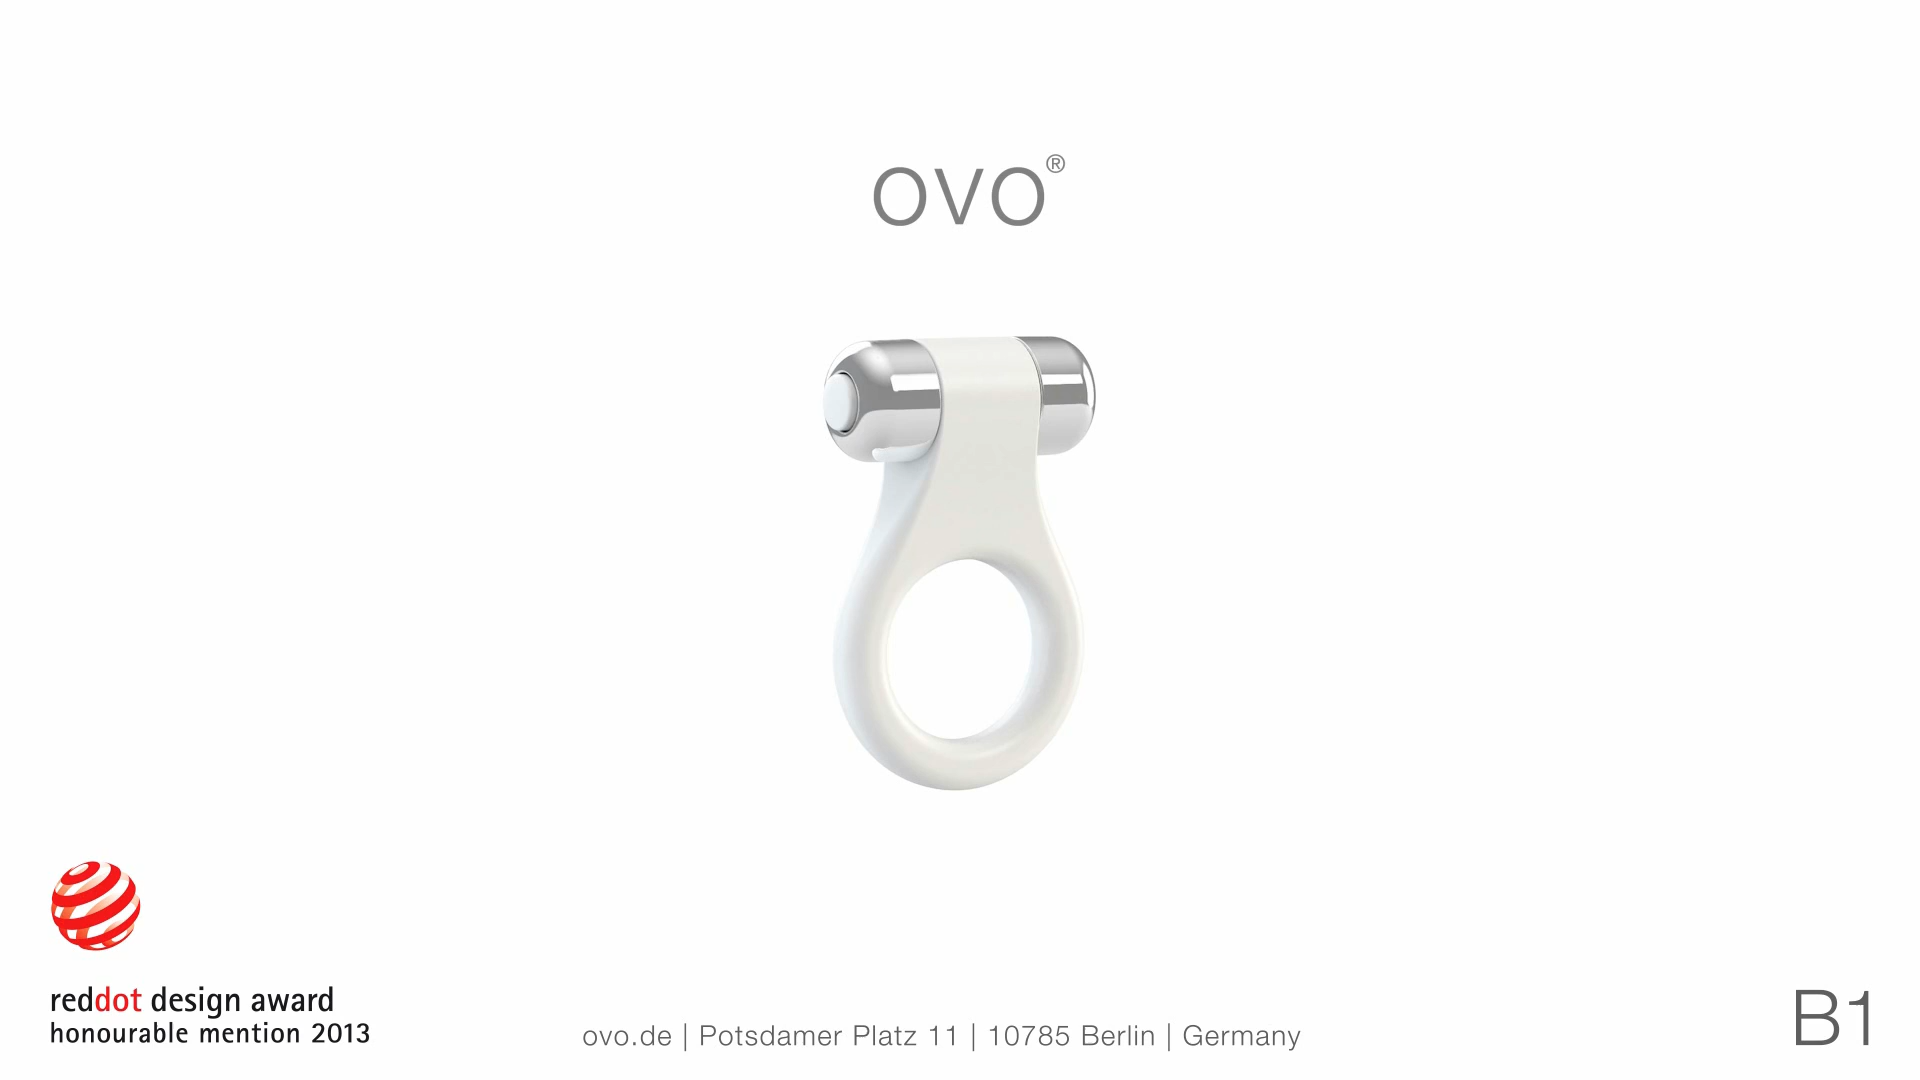 OVO®
reddot design award
honourable mention 2013
ovo.de | Potsdamer Platz 11 | 10785 Berlin | Germany
B1